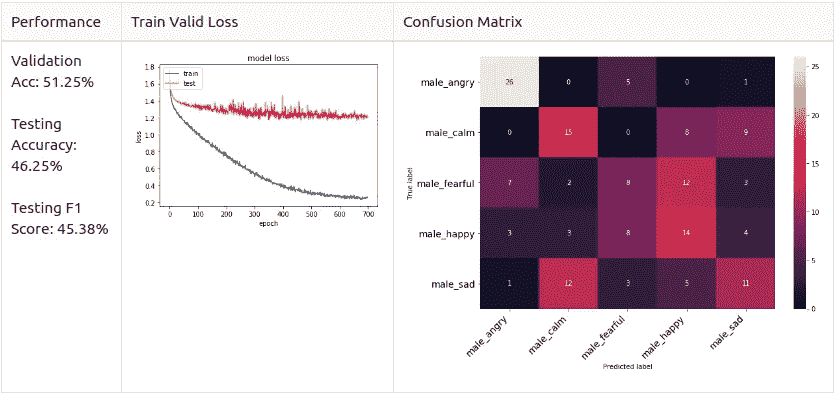 Performance
Train Valid Loss
Confusion Matrix
Validation
Acc: 51.25%
Testing
Accuracy:
46.25%
Testing F1
Score: 45.38%
model loss
train
test
1.8
1.6
1.4
1.2
1.0
0.8
0.6
0.4
0.2
loss
0 100 200 300 400 500 600 700
epoch
True label
male_angry 26 0 5 0 1
male_calm 0 15 0 8 9
male_fearful 7 2 8 12 3
male_happy 3 3 8 14 4
male_sad 1 12 3 5 11
male_angry male_calm male_fearful male_happy male_sad
Predicted label
25
20
15
10
5
0